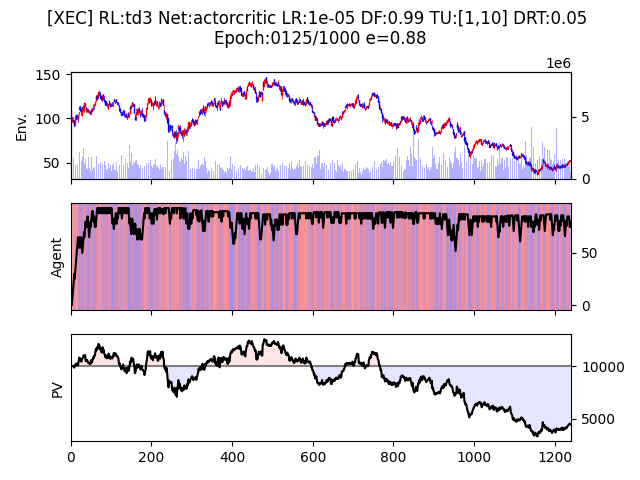 [XEC] RL:td3 Net:actorcritic LR:1e-05 DF:0.99 TU:[1,10] DRT:0.05
Epoch:0125/1000 e=0.88
1e6
150
100
50
Env.
5
0
Agent
50
0
PV
10000
5000
0 200 400 600 800 1000 1200